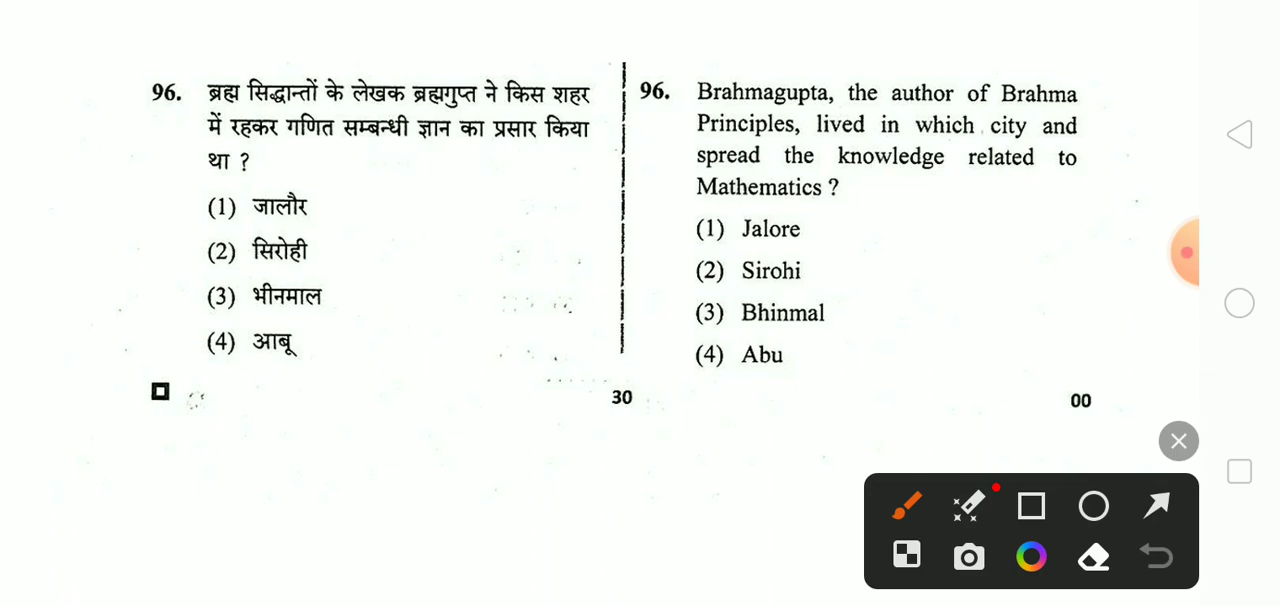 96. ब्रह्म सिद्धान्तों के लेखक ब्रह्मगुप्त ने किस शहर
में रहकर गणित सम्बन्धी ज्ञान का प्रसार किया
था ?
(1) जालौर
(2) सिरोही
(3) भीनमाल
(4) आबू
96. Brahmagupta, the author of Brahma
Principles, lived in which city and
spread the knowledge related to
Mathematics ?
(1) Jalore
(2) Sirohi
(3) Bhinmal
(4) Abu
30
00